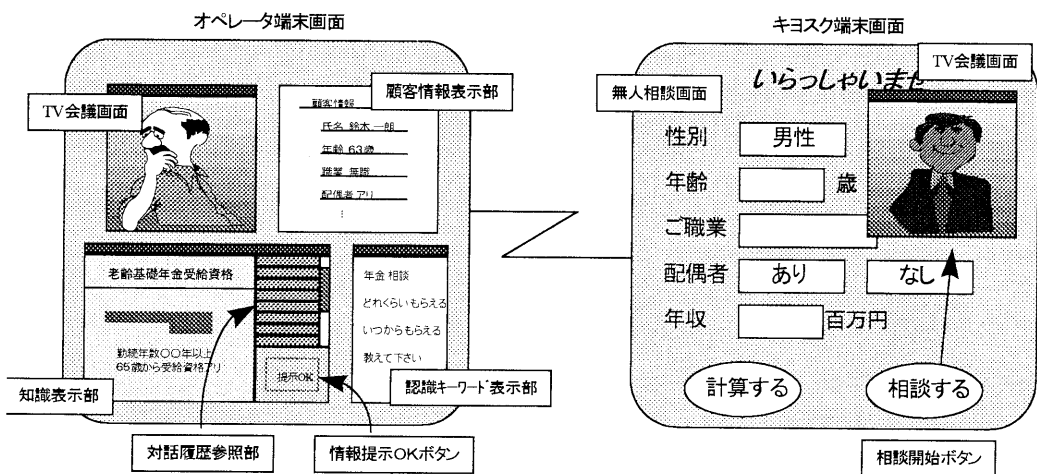 オペレータ端末画面
TV会議画面
顧客情報表示部
顧客情報
氏名 鈴木 一郎
年齢 63歳
職業 無職
配偶者 アリ
⋮
老齢基礎年金受給資格
勤続年数○○年以上
65歳から受給資格アリ
提示OK
年金 相談
どれくらいもらえる
いつからもらえる
教えて下さい
知識表示部
認識キーワード表示部
対話履歴参照部
情報提示OKボタン
キヨスク端末画面
いらっしゃいませ
TV会議画面
無人相談画面
性別 男性
年齢 歳
ご職業
配偶者 あり なし
年収 百万円
計算する 相談する
相談開始ボタン